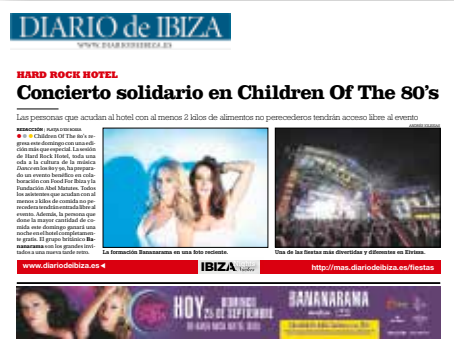 DIARIO de IBIZA
WWW.DIARIODEIBIZA.ES
HARD ROCK HOTEL
Concierto solidario en Children Of The 80's
Las personas que acudan al hotel con al menos 2 kilos de alimentos no perecederos tendrán acceso libre al evento
REDACCIÓN | PLATJA D'EN BOSSA
Children Of The 80's re-
gresa este domingo con una edi-
ción más que especial. La sesión
de Hard Rock Hotel, toda una
oda a la cultura de la música
Dance en los 80 y 90, ha prepara-
do un evento benéfico en cola-
boración con Food For Ibiza y la
Fundación Abel Matutes. Todos
los asistentes que acudan con al
menos 2 kilos de comida no pe-
recedera tendrán entrada libre al
evento. Además, la persona que
done la mayor cantidad de co-
mida este domingo ganará una
noche en el hotel completamen-
te gratis. El grupo británico Ba-
nanarama son los grandes invi-
tados a una nueva tarde retro.
La formación Bananarama en una foto reciente.
Una de las fiestas más divertidas y diferentes en Eivissa.
www.diariodeibiza.es
IBIZA
http://mas.diariodeibiza.es/fiestas
HOY DOMINGO
25 DE SEPTIEMBRE
BANANARAMA